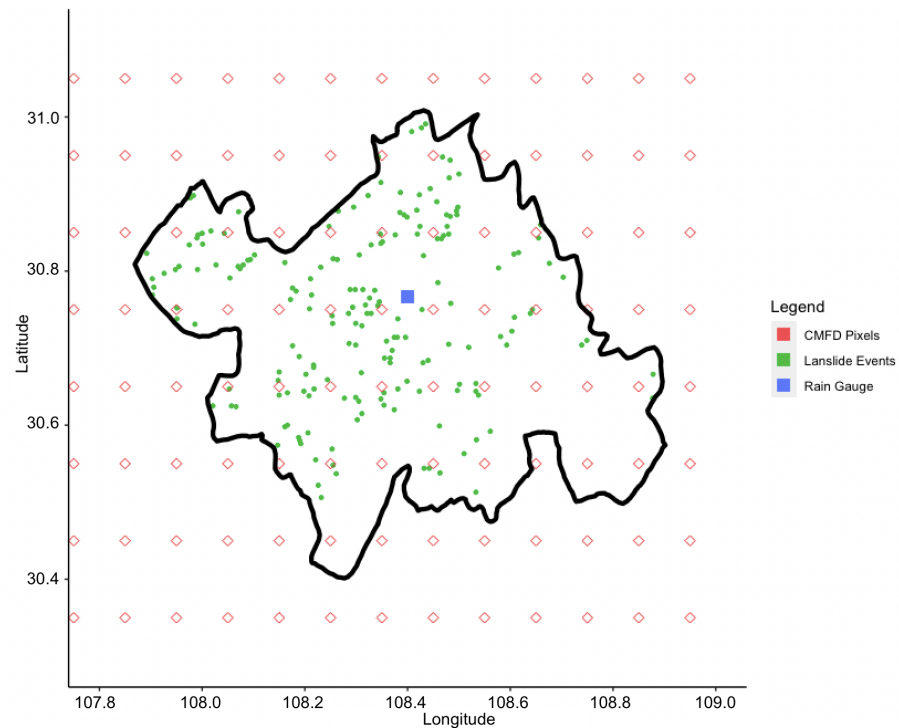 31.0
30.8
30.6
30.4
Latitude
107.8 108.0 108.2 108.4 108.6 108.8 109.0
Longitude
Legend
CMFD Pixels
Lanslide Events
Rain Gauge